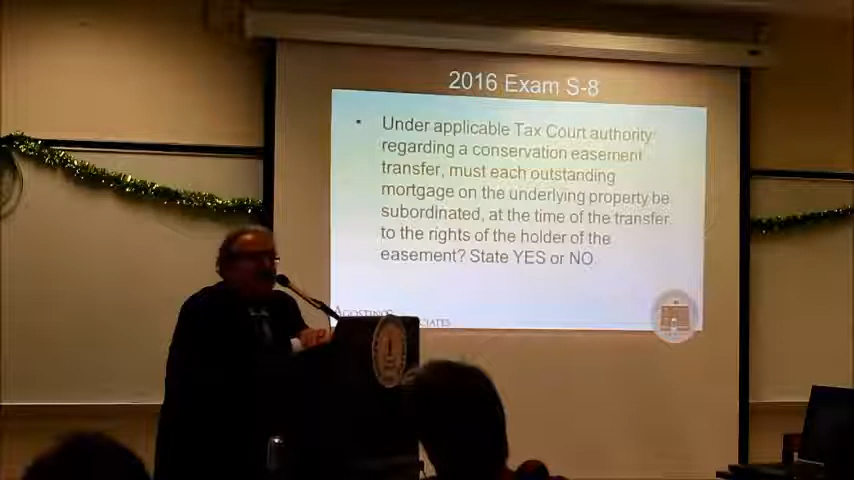 2016 Exam S-8
• Under applicable Tax Court authority
regarding a conservation easement
transfer, must each outstanding
mortgage on the underlying property be
subordinated, at the time of the transfer
to the rights of the holder of the
easement? State YES or NO